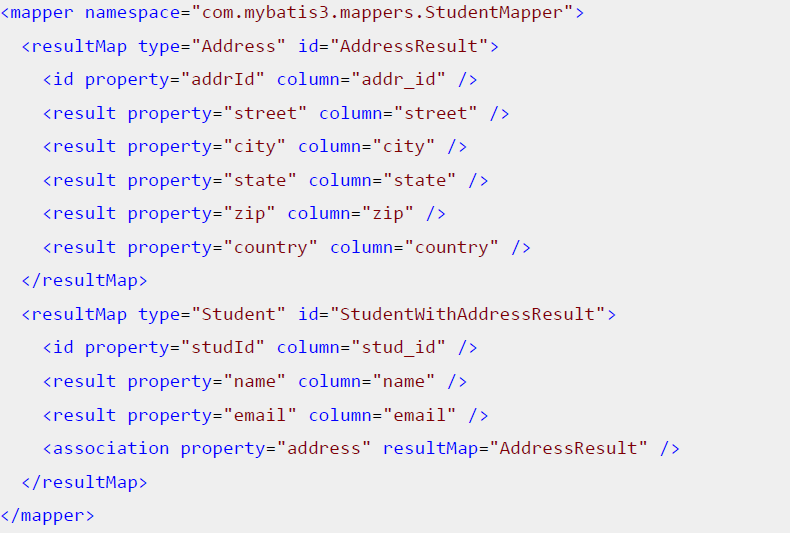 <mapper namespace="com.mybatis3.mappers.StudentMapper">
  <resultMap type="Address" id="AddressResult">
    <id property="addrId" column="addr_id" />
    <result property="street" column="street" />
    <result property="city" column="city" />
    <result property="state" column="state" />
    <result property="zip" column="zip" />
    <result property="country" column="country" />
  </resultMap>
  <resultMap type="Student" id="StudentWithAddressResult">
    <id property="studId" column="stud_id" />
    <result property="name" column="name" />
    <result property="email" column="email" />
    <association property="address" resultMap="AddressResult" />
  </resultMap>
</mapper>